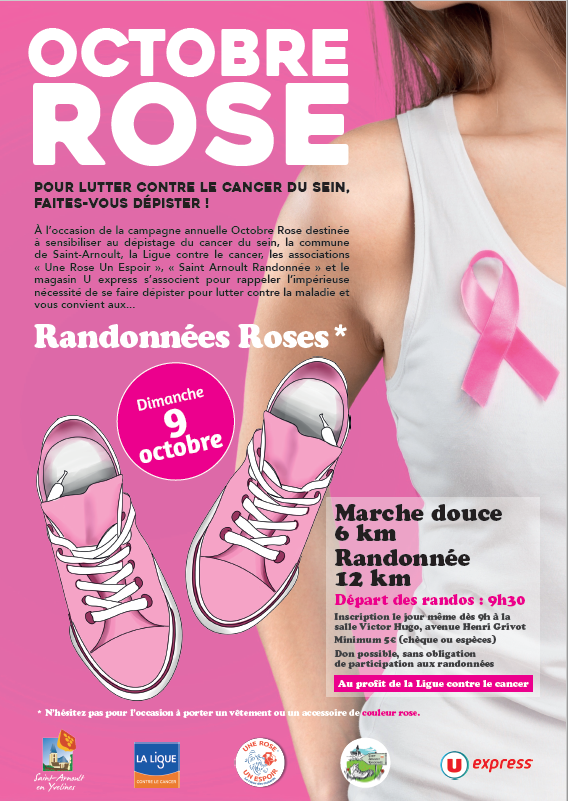 OCTOBRE
ROSE
POUR LUTTER CONTRE LE CANCER DU SEIN,
FAITES-VOUS DÉPISTER !
À l'occasion de la campagne annuelle Octobre Rose destinée
à sensibiliser au dépistage du cancer du sein, la commune
de Saint-Arnoult, la Ligue contre le cancer, les associations
« Une Rose Un Espoir », « Saint Arnoult Randonnée » et le
magasin U express s'associent pour rappeler l'impérieuse
nécessité de se faire dépister pour lutter contre la maladie et
vous convient aux...
Randonnées Roses*
Dimanche
9
octobre
Marche douce
6 km
Randonnée
12 km
Départ des randos : 9h30
Inscription le jour même dès 9h à la
salle Victor Hugo, avenue Henri Grivot
Minimum 5€ (chèque ou espèces)
Don possible, sans obligation
de participation aux randonnées
Au profit de la Ligue contre le cancer
* N'hésitez pas pour l'occasion à porter un vêtement ou un accessoire de couleur rose.
Saint-Arnoult
en Yvelines
LA LIGUE
CONTRE LE CANCER
UNE ROSE
UN ESPOIR
U express